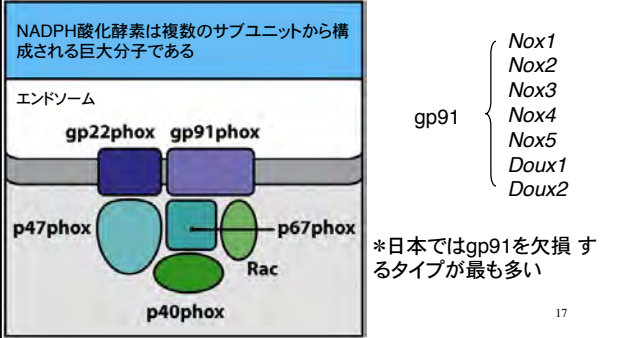 NADPH酸化酵素は複数のサブユニットから構
成される巨大分子である
エンドソーム
gp22phox gp91phox
p47phox
p67phox
Rac
p40phox
gp91
Nox1
Nox2
Nox3
Nox4
Nox5
Doux1
Doux2
*日本ではgp91を欠損 す
るタイプが最も多い
17